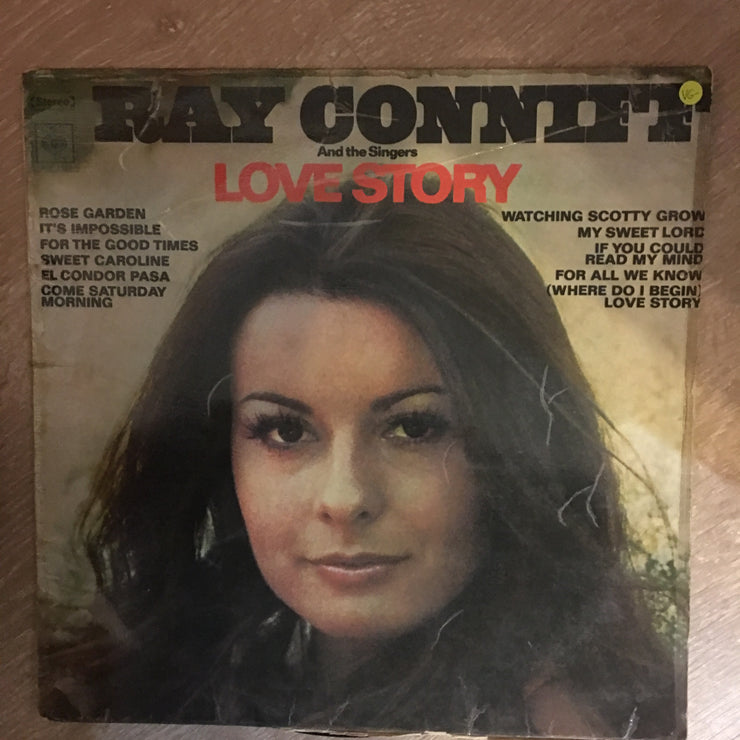 Stereo
RAY CONNIFF
VG-
And the Singers
LOVE STORY
ROSE GARDEN
IT'S IMPOSSIBLE
FOR THE GOOD TIMES
SWEET CAROLINE
EL CONDOR PASA
COME SATURDAY
MORNING
WATCHING SCOTTY GROW
MY SWEET LORD
IF YOU COULD
READ MY MIND
FOR ALL WE KNOW
(WHERE DO I BEGIN)
LOVE STORY